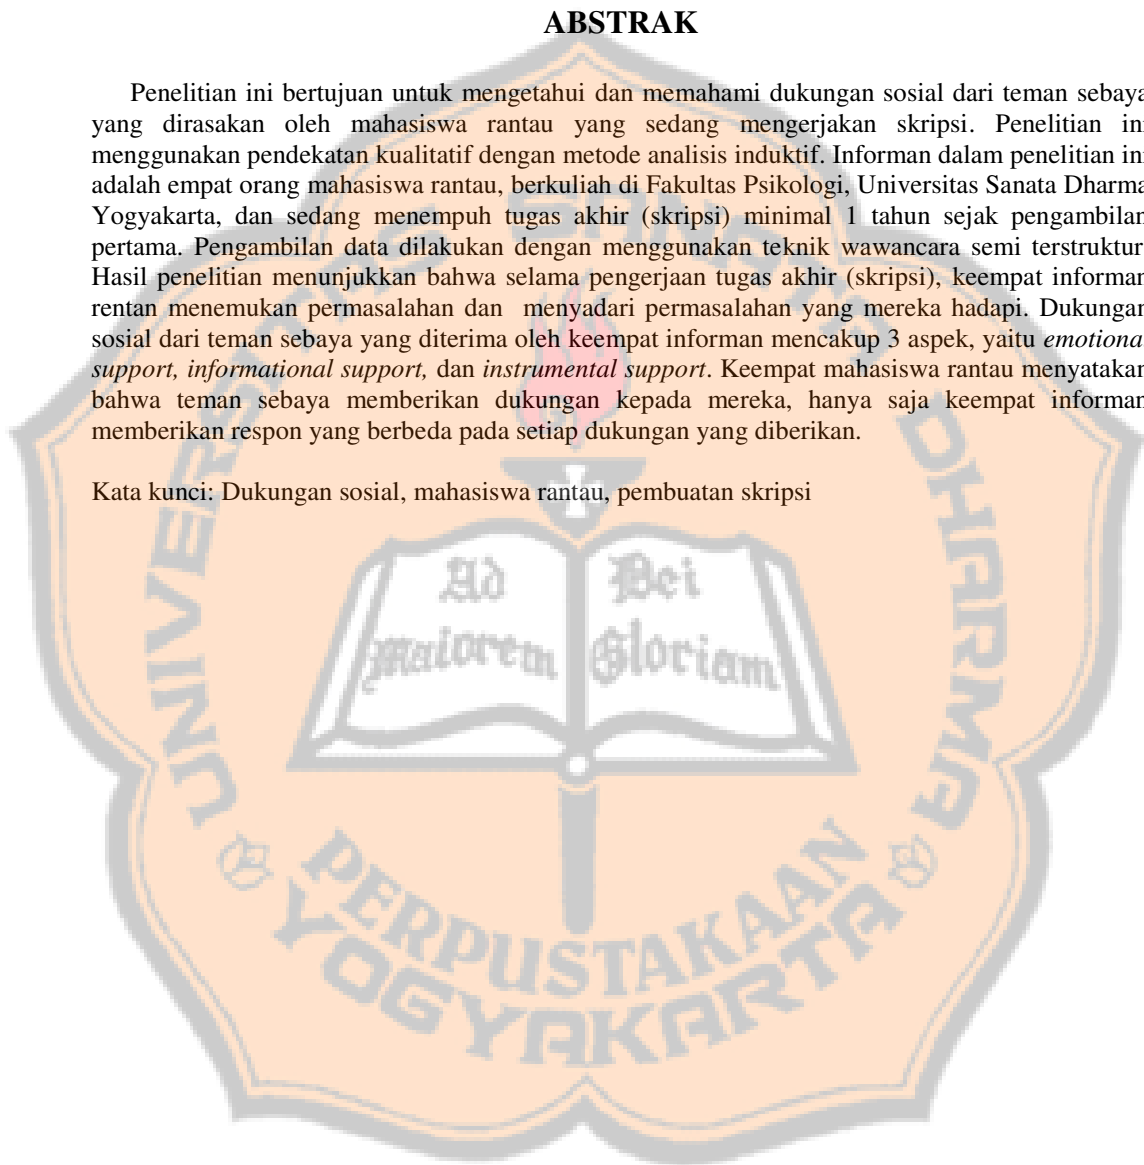 ABSTRAK
Penelitian ini bertujuan untuk mengetahui dan memahami dukungan sosial dari teman sebaya
yang dirasakan oleh mahasiswa rantau yang sedang mengerjakan skripsi. Penelitian ini
menggunakan pendekatan kualitatif dengan metode analisis induktif. Informan dalam penelitian ini
adalah empat orang mahasiswa rantau, berkuliah di Fakultas Psikologi, Universitas Sanata Dharma
Yogyakarta, dan sedang menempuh tugas akhir (skripsi) minimal 1 tahun sejak pengambilan
pertama. Pengambilan data dilakukan dengan menggunakan teknik wawancara semi terstruktur
Hasil penelitian menunjukkan bahwa selama pengerjaan tugas akhir (skripsi), keempat informan
rentan menemukan permasalahan dan menyadari permasalahan yang mereka hadapi. Dukungan
sosial dari teman sebaya yang diterima oleh keempat informan mencakup 3 aspek, yaitu emotional
support, informational support, dan instrumental support. Keempat mahasiswa rantau menyatakan
bahwa teman sebaya memberikan dukungan kepada mereka, hanya saja keempat informan
memberikan respon yang berbeda pada setiap dukungan yang diberikan.
Kata kunci: Dukungan sosial, mahasiswa rantau, pembuatan skripsi
UNIVERSITAS SANATA DHARMA
Ad Dei
Maiorem Gloriam
PERPUSTAKAAN
YOGYAKARTA